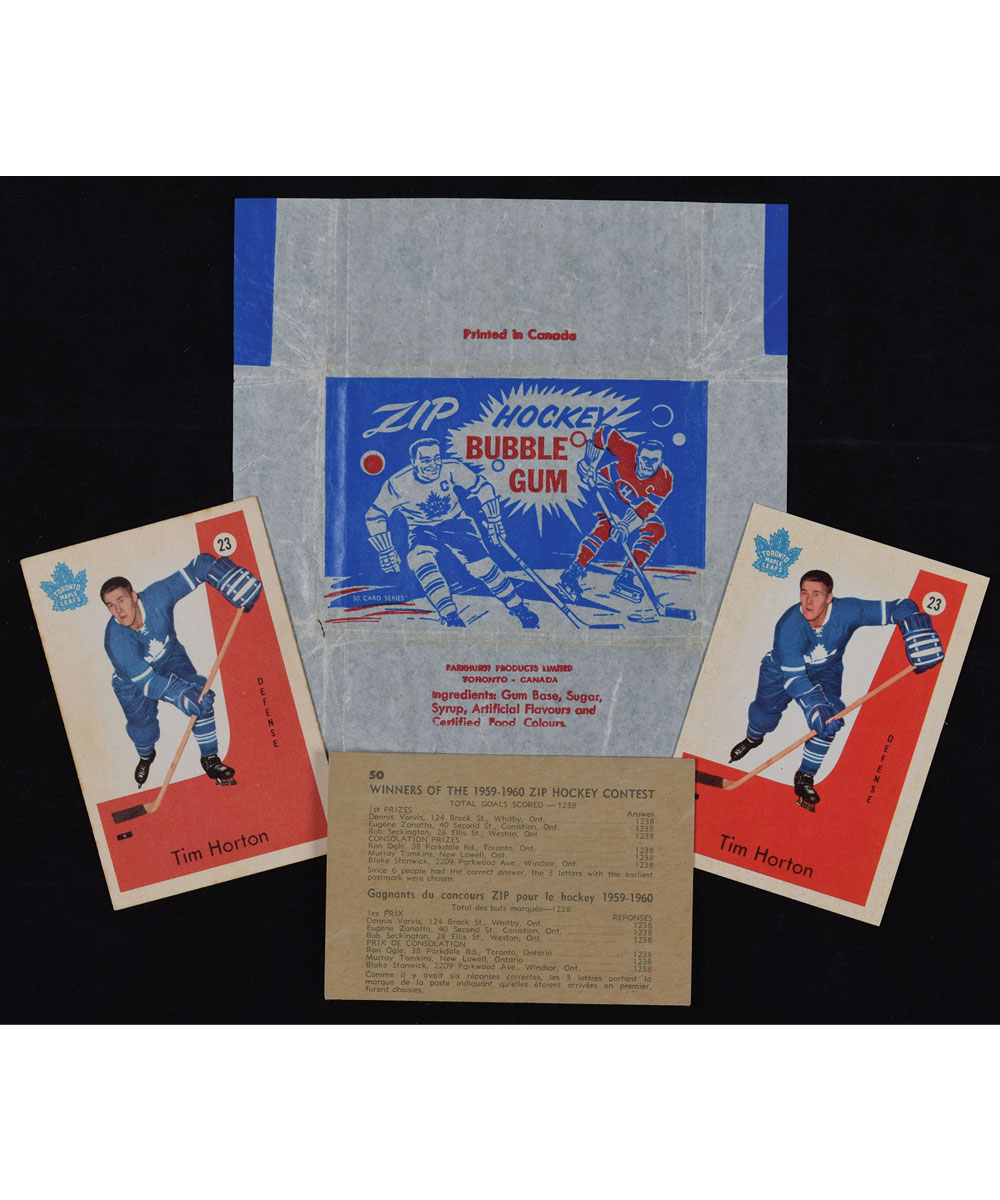 Printed in Canada
ZIP HOCKEY
BUBBLE
GUM
C
C
H
50 CARD SERIES
PARKHURST PRODUCTS LIMITED
TORONTO - CANADA
Ingredients: Gum Base, Sugar,
Syrup, Artificial Flavours and
Certified Food Colours.
TORONTO
MAPLE
LEAFS
23
DEFENSE
Tim Horton
TORONTO
MAPLE
LEAFS
23
DEFENSE
Tim Horton
50
WINNERS OF THE 1959-1960 ZIP HOCKEY CONTEST
TOTAL GOALS SCORED — 1238
1st PRIZES Answer
Dennis Vorvis, 124 Brock St., Whitby, Ont. 1238
Eugene Zanatta, 40 Second St., Coniston, Ont. 1238
Bob Seckington, 28 Ellis St., Weston, Ont. 1238
CONSOLATION PRIZES
Ron Ogle, 38 Parkdale Rd., Toronto, Ont. 1238
Murray Tomkins, New Lowell, Ont. 1238
Blake Stanwick, 2209 Parkwood Ave., Windsor, Ont. 1238
Since 6 people had the correct answer, the 3 letters with the earliest
postmark were chosen.
Gagnants du concours ZIP pour le hockey 1959-1960
Total des buts marqués—1238
1er PRIX REPONSES
Dennis Vorvis, 124 Brock St., Whitby, Ont. 1238
Eugene Zanatta, 40 Second St., Coniston, Ont. 1238
Bob Seckington, 28 Ellis St., Weston, Ont. 1238
PRIX DE CONSOLATION
Ron Ogle, 38 Parkdale Rd., Toronto, Ontario 1238
Murray Tomkins, New Lowell, Ontario 1238
Blake Stanwick, 2209 Parkwood Ave., Windsor, Ont. 1238
Comme il y avait six réponses correctes, les 3 lettres portant la
marque de la poste indiquant qu'elles étaient arrivées en premier,
furent choisies.